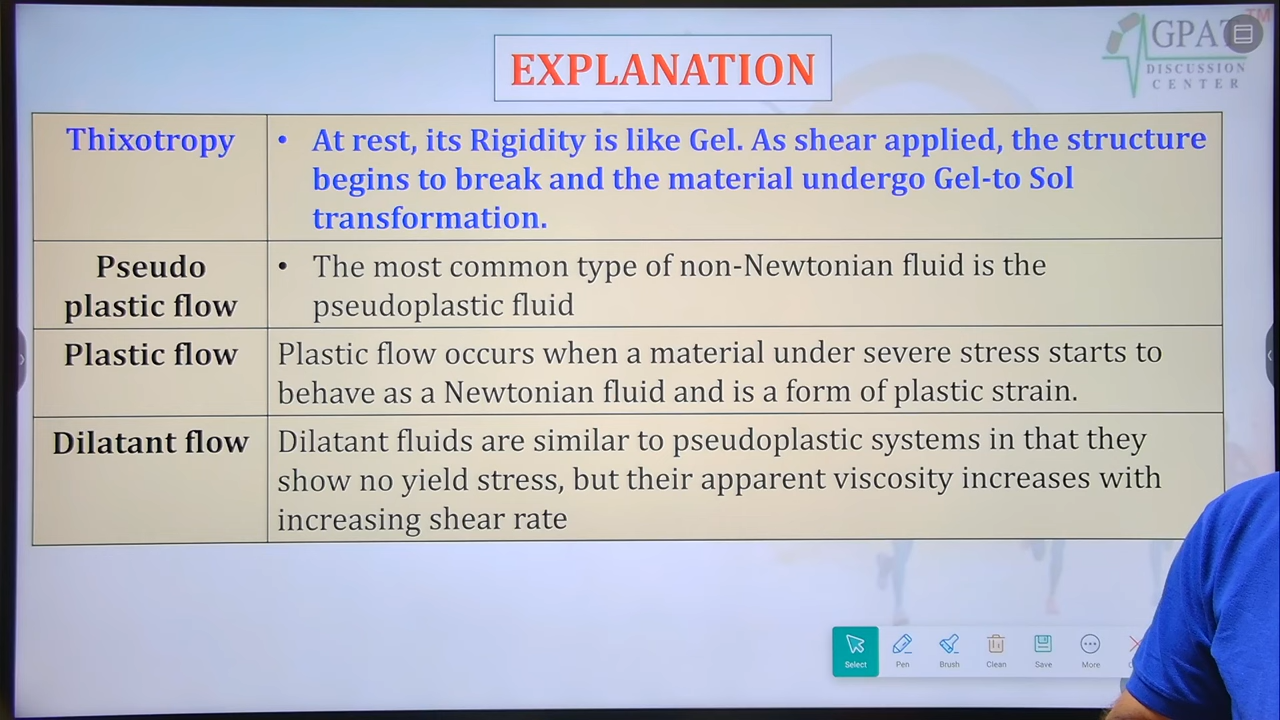 EXPLANATION
GPAT
TM
DISCUSSION
CENTER
Thixotropy
• At rest, its Rigidity is like Gel. As shear applied, the structure
begins to break and the material undergo Gel-to Sol
transformation.
Pseudo
plastic flow
• The most common type of non-Newtonian fluid is the
pseudoplastic fluid
Plastic flow
Plastic flow occurs when a material under severe stress starts to
behave as a Newtonian fluid and is a form of plastic strain.
Dilatant flow
Dilatant fluids are similar to pseudoplastic systems in that they
show no yield stress, but their apparent viscosity increases with
increasing shear rate
Select
Pen
Brush
Clean
Save
More